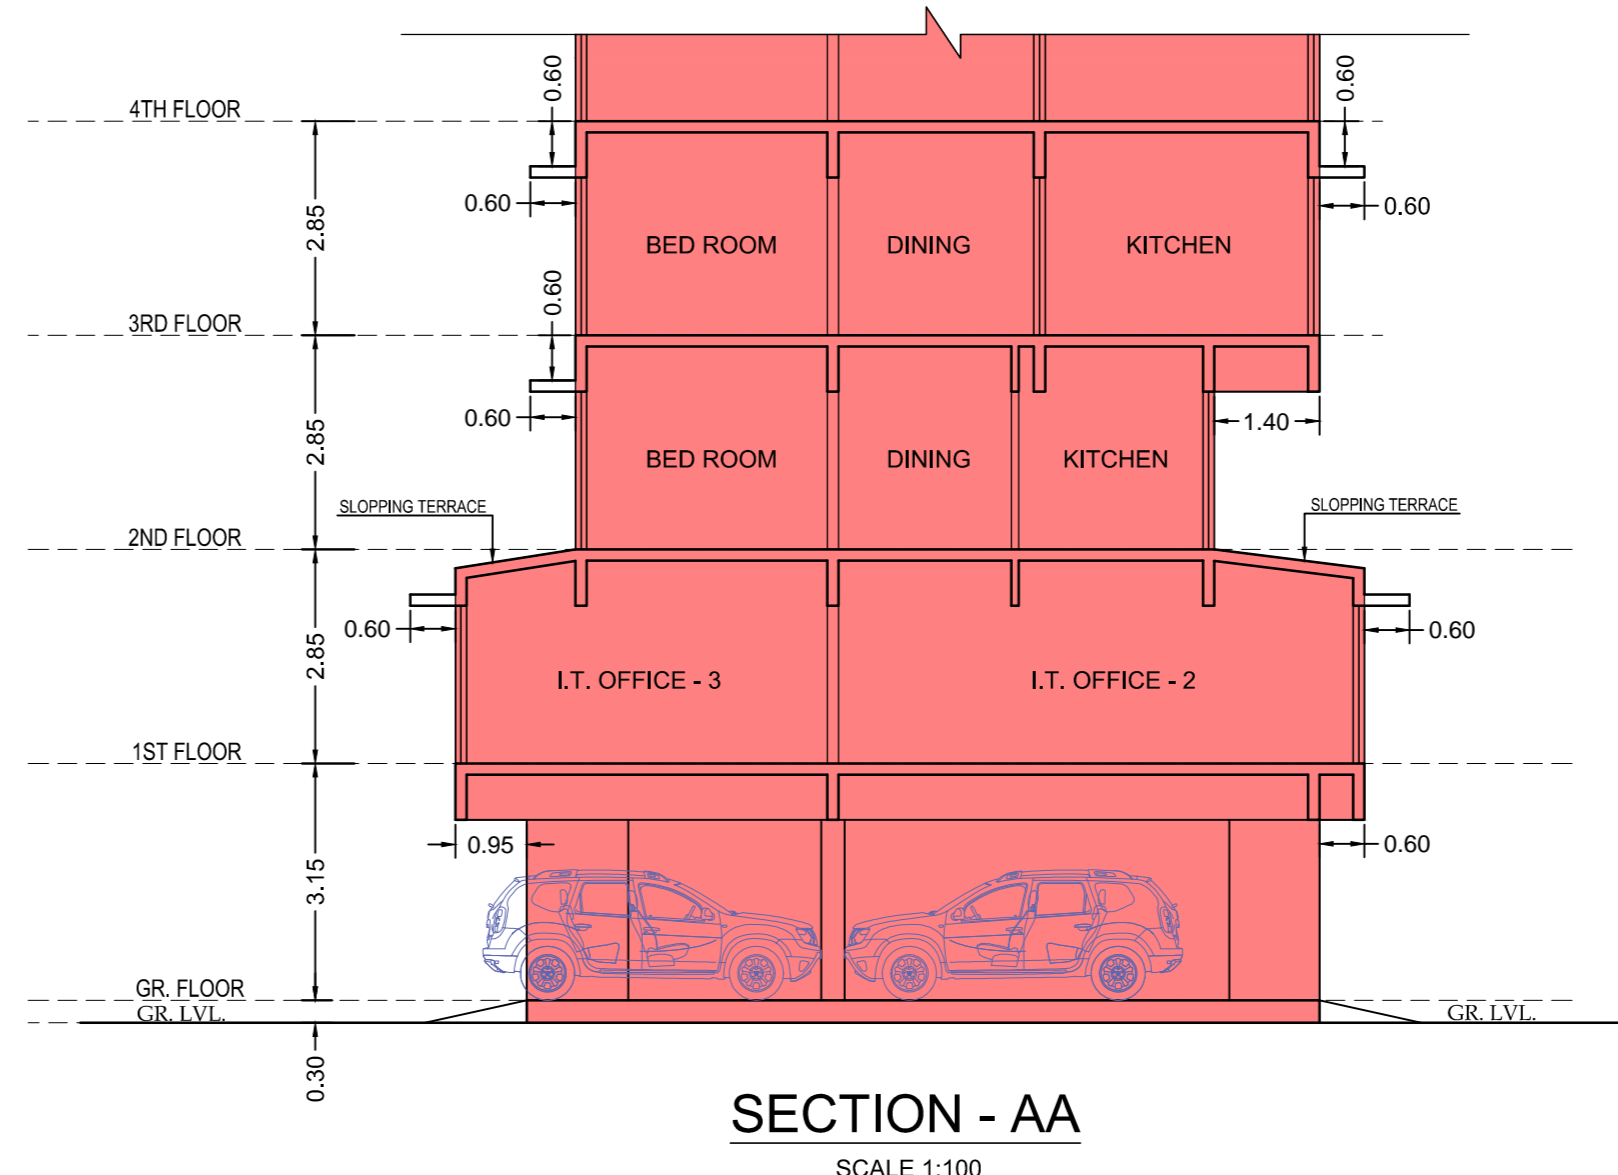 0.60
0.60
4TH FLOOR
0.60
0.60
2.85
BED ROOM
DINING
KITCHEN
0.60
3RD FLOOR
0.60
1.40
2.85
BED ROOM
DINING
KITCHEN
SLOPPING TERRACE
SLOPPING TERRACE
2ND FLOOR
0.60
0.60
2.85
I.T. OFFICE - 3
I.T. OFFICE - 2
1ST FLOOR
0.95
0.60
3.15
GR. FLOOR
GR. LVL.
GR. LVL.
0.30
SECTION - AA
SCALE 1:100